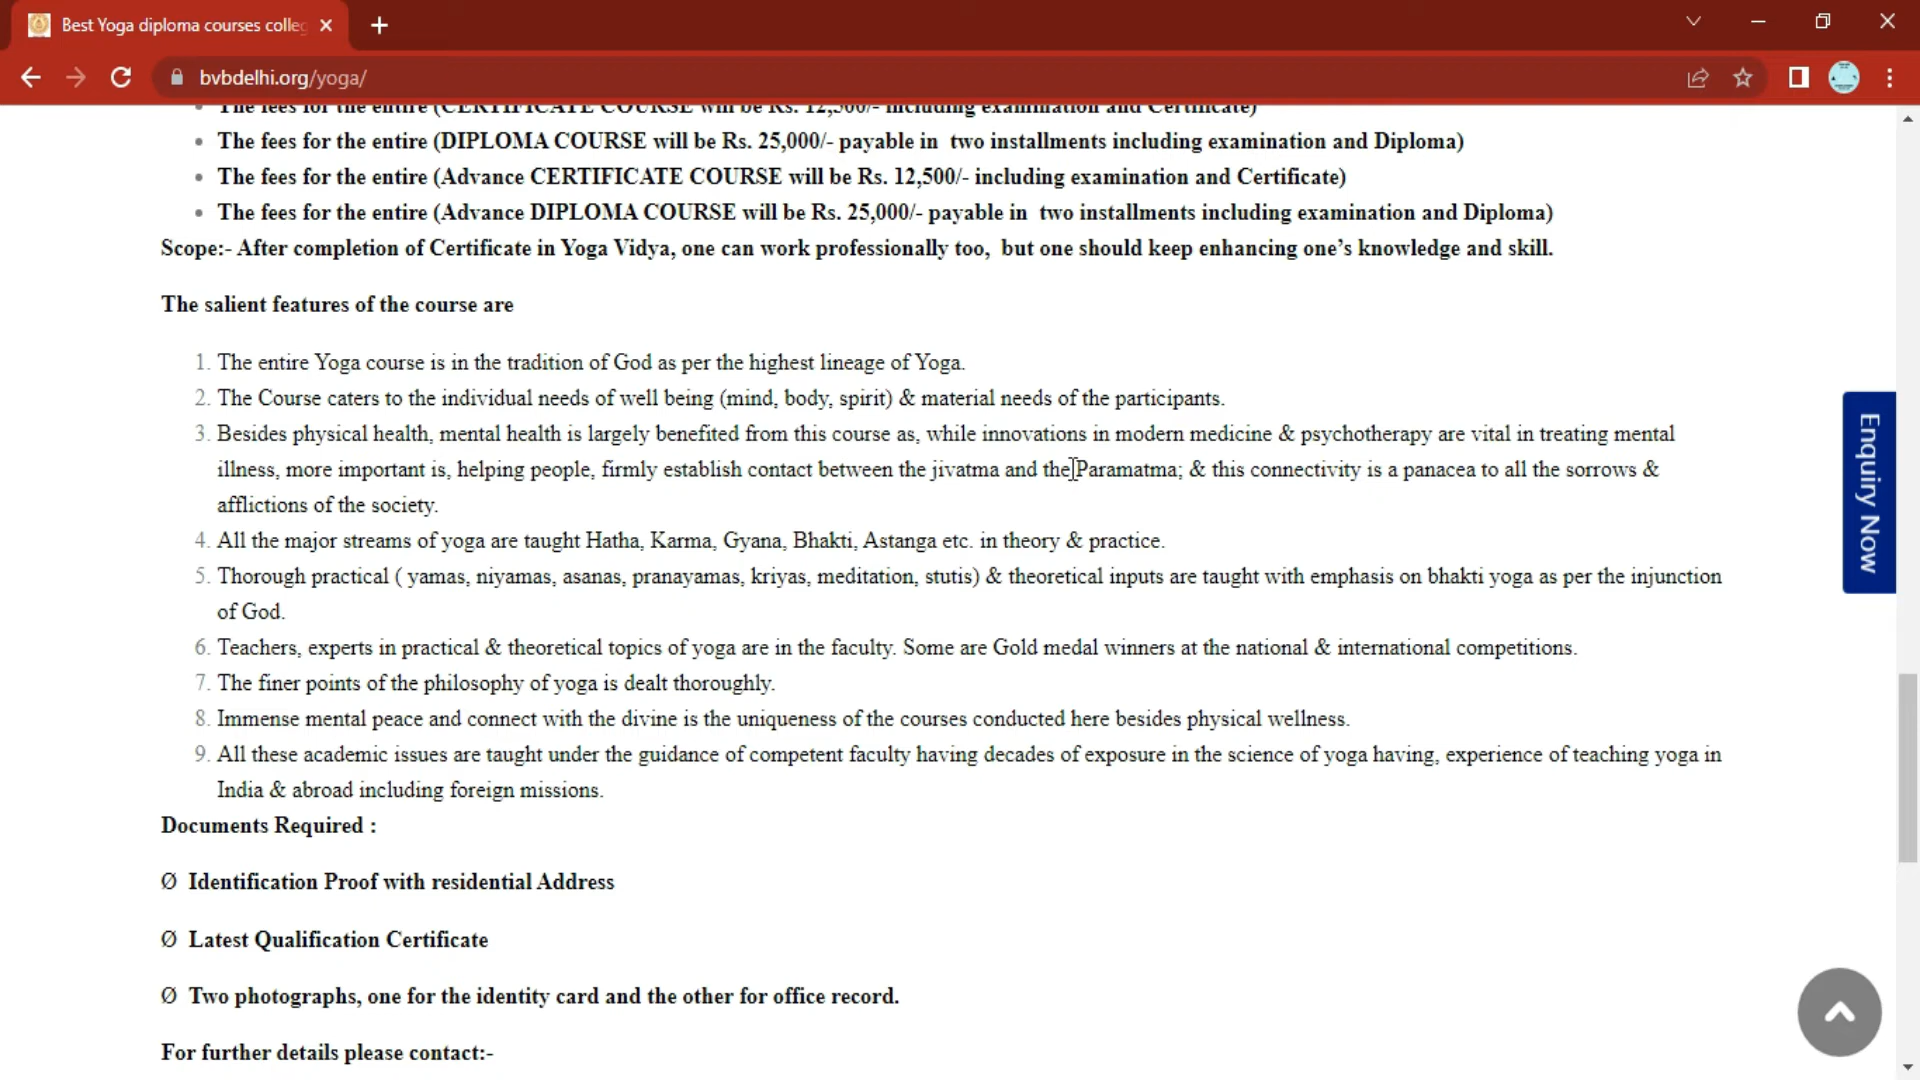 Best Yoga diploma courses colleg
bvbdelhi.org/yoga/
The fees for the entire (CERTIFICATE COURSE will be Rs. 12,500/- including examination and Certificate)
The fees for the entire (DIPLOMA COURSE will be Rs. 25,000/- payable in two installments including examination and Diploma)
The fees for the entire (Advance CERTIFICATE COURSE will be Rs. 12,500/- including examination and Certificate)
The fees for the entire (Advance DIPLOMA COURSE will be Rs. 25,000/- payable in two installments including examination and Diploma)
Scope:- After completion of Certificate in Yoga Vidya, one can work professionally too, but one should keep enhancing one’s knowledge and skill.
The salient features of the course are
1. The entire Yoga course is in the tradition of God as per the highest lineage of Yoga.
2. The Course caters to the individual needs of well being (mind, body, spirit) & material needs of the participants.
3. Besides physical health, mental health is largely benefited from this course as, while innovations in modern medicine & psychotherapy are vital in treating mental
illness, more important is, helping people, firmly establish contact between the jivatma and the Paramatma; & this connectivity is a panacea to all the sorrows &
afflictions of the society.
4. All the major streams of yoga are taught Hatha, Karma, Gyana, Bhakti, Astanga etc. in theory & practice.
5. Thorough practical ( yamas, niyamas, asanas, pranayamas, kriyas, meditation, stutis) & theoretical inputs are taught with emphasis on bhakti yoga as per the injunction
of God.
6. Teachers, experts in practical & theoretical topics of yoga are in the faculty. Some are Gold medal winners at the national & international competitions.
7. The finer points of the philosophy of yoga is dealt thoroughly.
8. Immense mental peace and connect with the divine is the uniqueness of the courses conducted here besides physical wellness.
9. All these academic issues are taught under the guidance of competent faculty having decades of exposure in the science of yoga having, experience of teaching yoga in
India & abroad including foreign missions.
Documents Required :
Ø Identification Proof with residential Address
Ø Latest Qualification Certificate
Ø Two photographs, one for the identity card and the other for office record.
For further details please contact:-
Enquiry Now